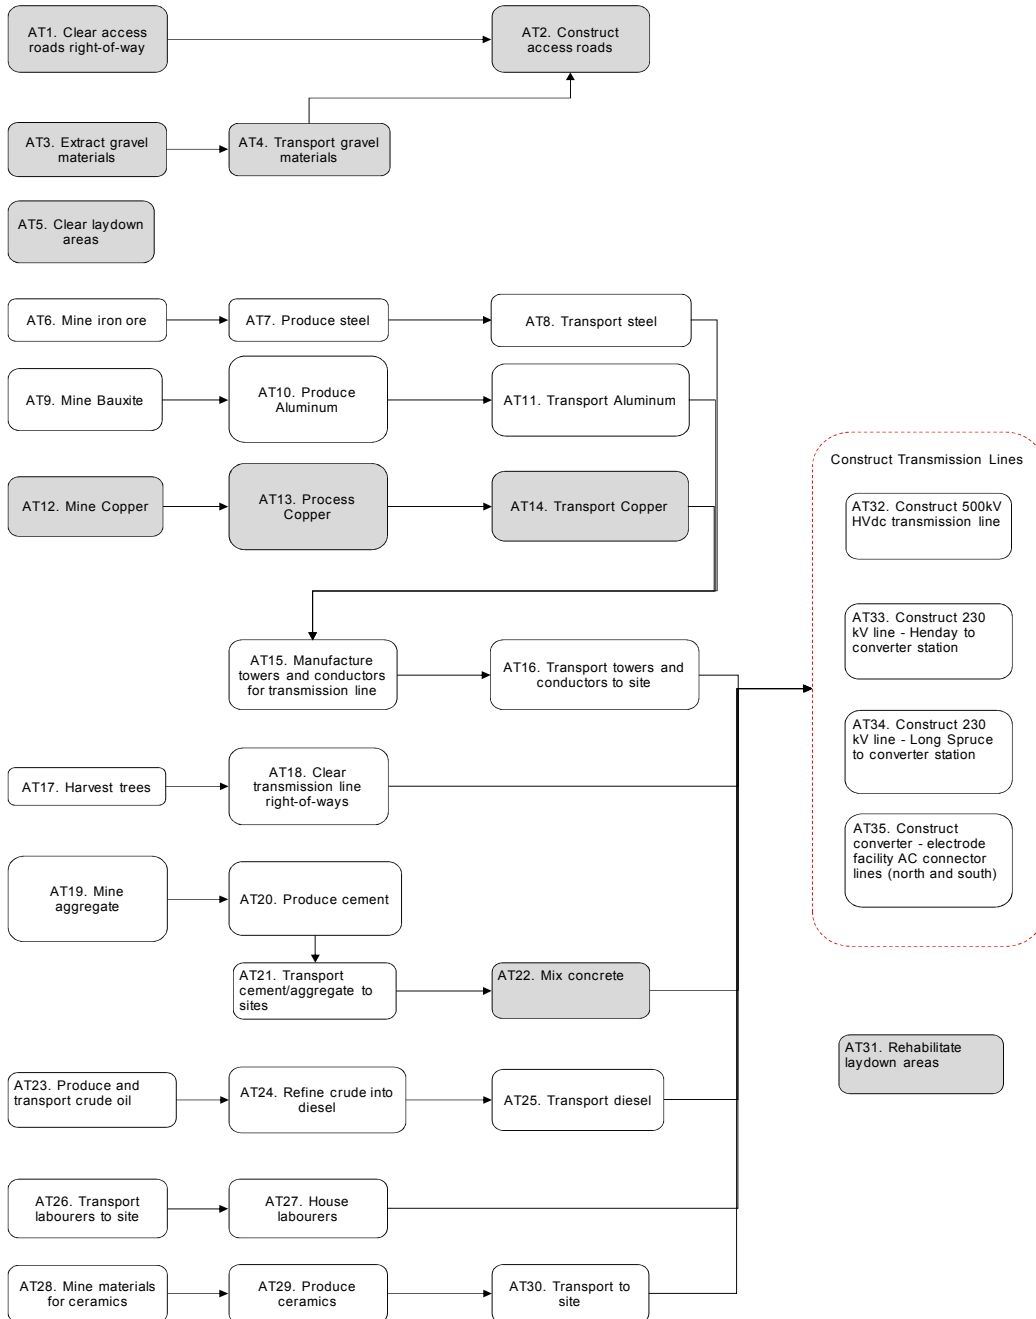 AT1. Clear access
roads right-of-way
AT2. Construct
access roads
AT3. Extract gravel
materials
AT4. Transport gravel
materials
AT5. Clear laydown
areas
AT6. Mine iron ore
AT7. Produce steel
AT8. Transport steel
AT9. Mine Bauxite
AT10. Produce
Aluminum
AT11. Transport Aluminum
AT12. Mine Copper
AT13. Process
Copper
AT14. Transport Copper
AT15. Manufacture
towers and conductors
for transmission line
AT16. Transport towers and
conductors to site
AT17. Harvest trees
AT18. Clear
transmission line
right-of-ways
AT19. Mine
aggregate
AT20. Produce cement
AT21. Transport
cement/aggregate to
sites
AT22. Mix concrete
AT23. Produce and
transport crude oil
AT24. Refine crude into
diesel
AT25. Transport diesel
AT26. Transport
labourers to site
AT27. House
labourers
AT28. Mine materials
for ceramics
AT29. Produce
ceramics
AT30. Transport to
site
Construct Transmission Lines
AT32. Construct 500kV
HVdc transmission line
AT33. Construct 230
kV line - Henday to
converter station
AT34. Construct 230
kV line - Long Spruce
to converter station
AT35. Construct
converter - electrode
facility AC connector
lines (north and south)
AT31. Rehabilitate
laydown areas